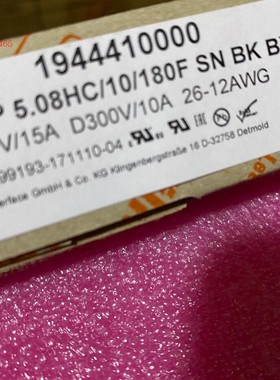 1944410000
P 5.08HC/10/180F SN BK B
V/15A D300V/10A 26-12AWG
99193-171110-04
erface GmbH & Co. KG Klingenbergstraße 16 D-32758 Detmold